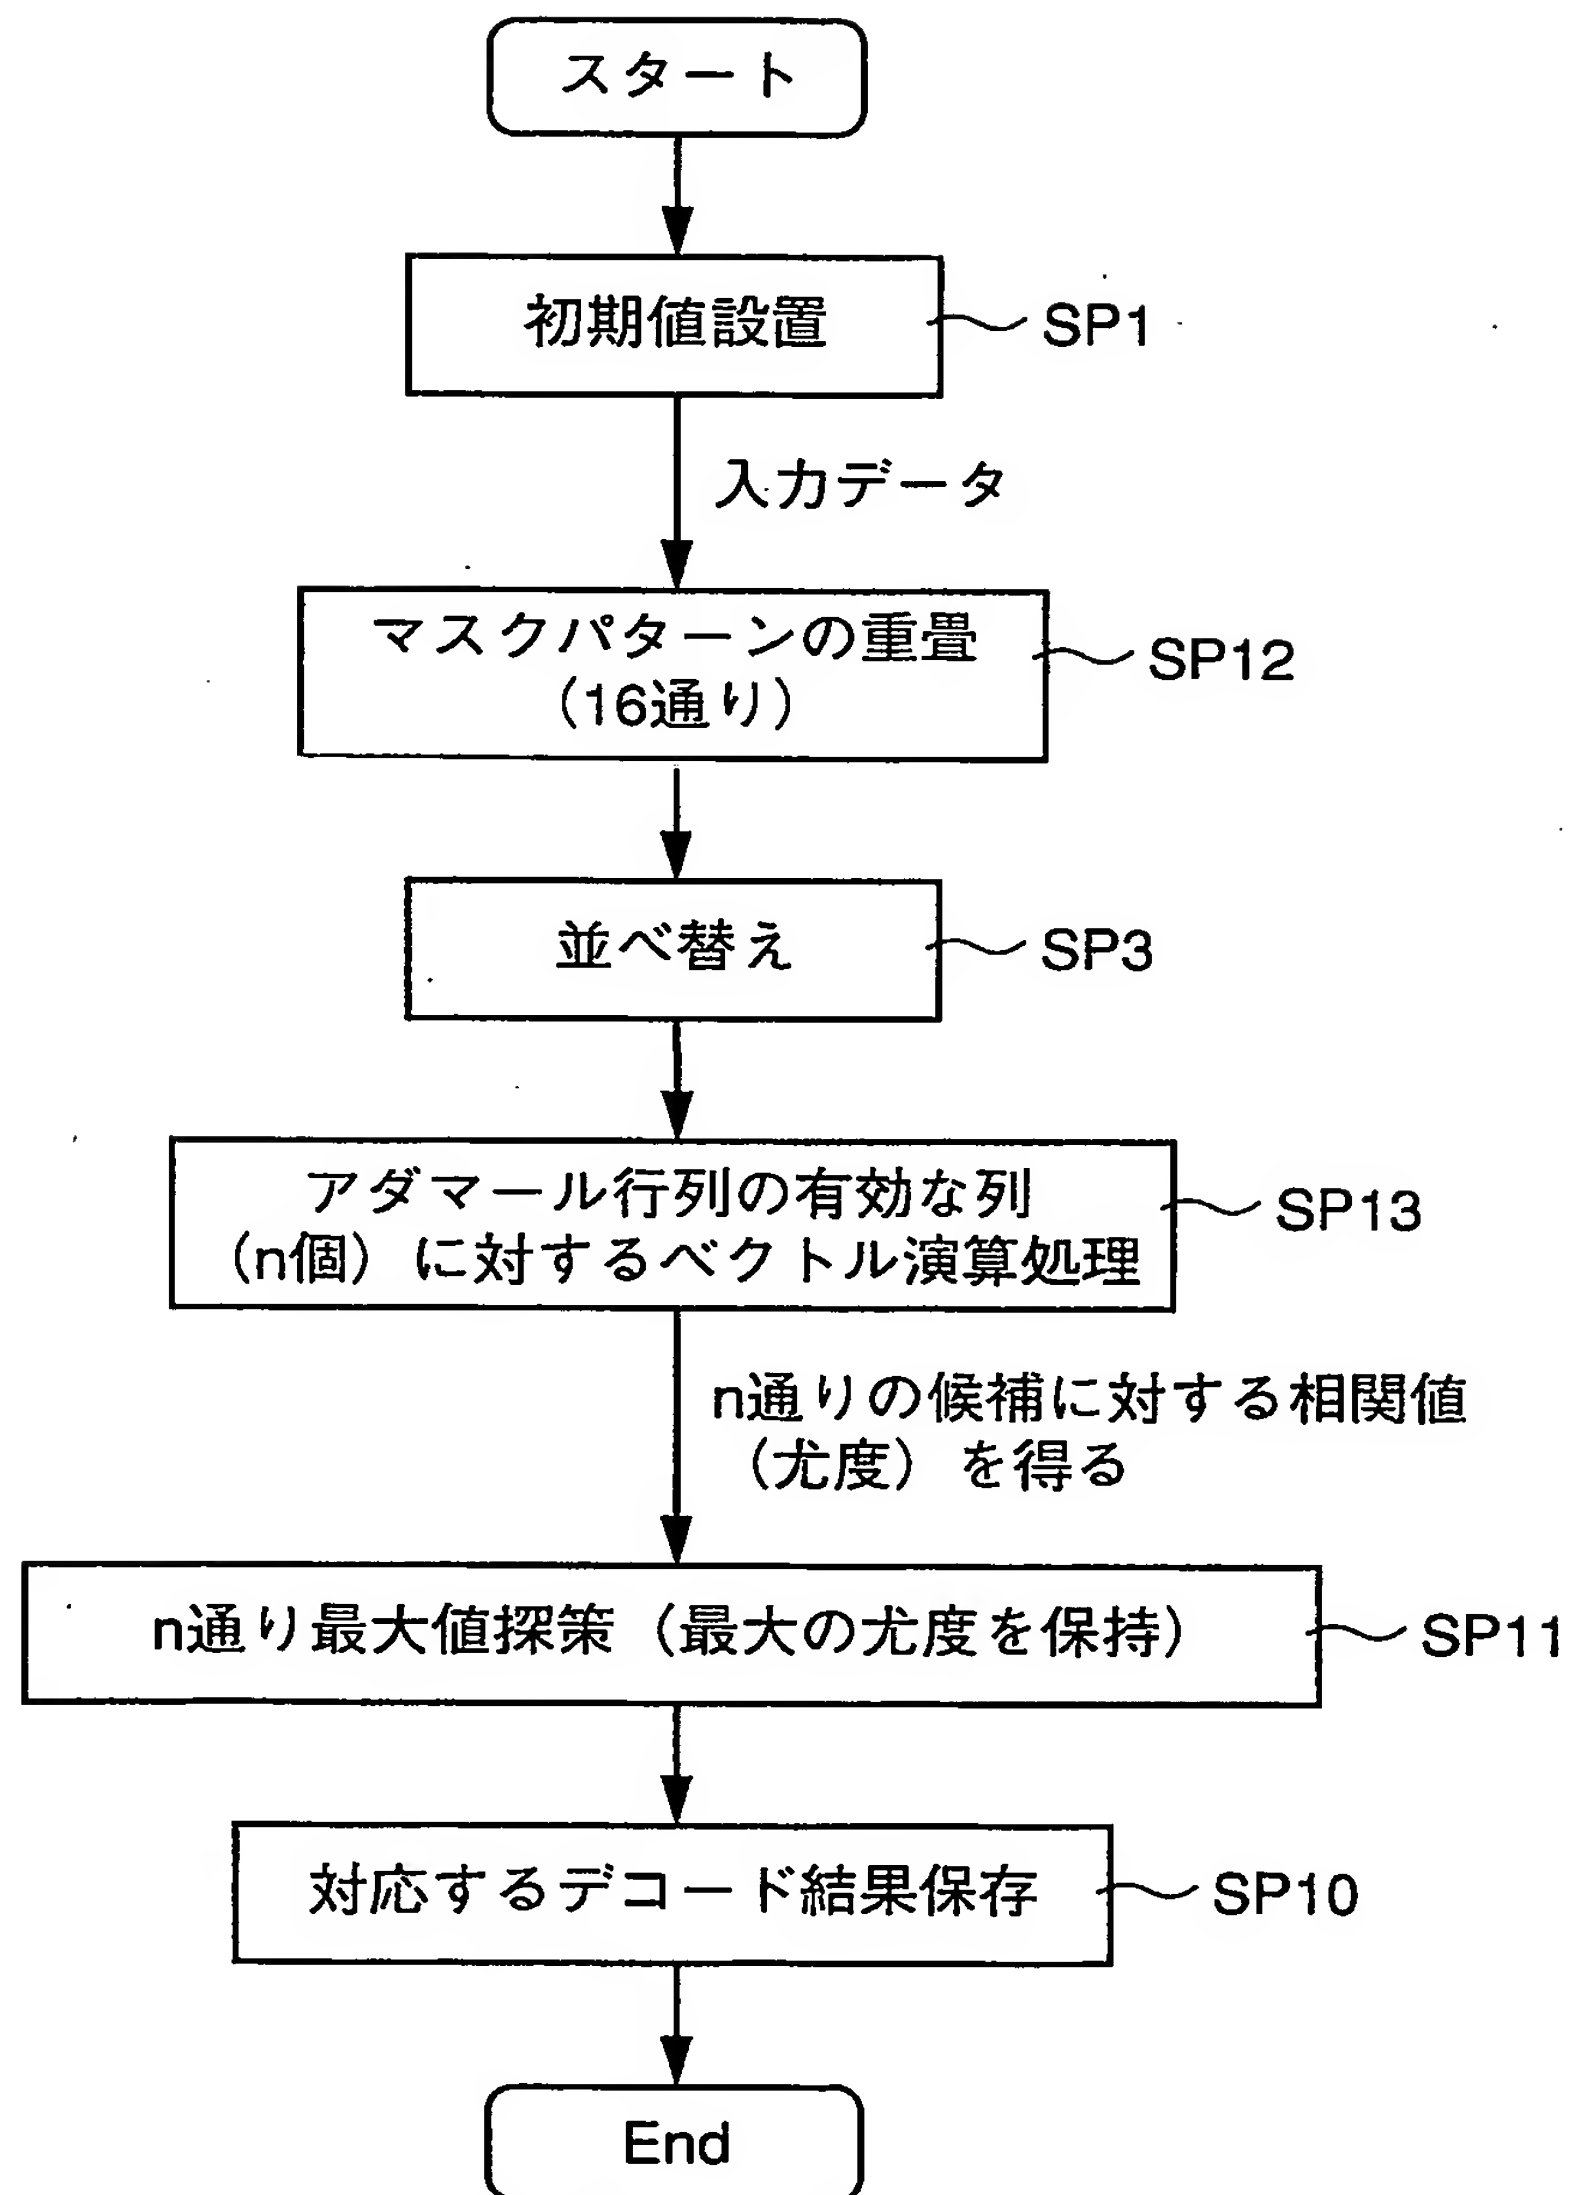 スタート
初期値設置
SP1
入力データ
マスクパターンの重畳
(16通り)
SP12
並べ替え
SP3
アダマール行列の有効な列
(n個)に対するベクトル演算処理
SP13
n通りの候補に対する相関値
(尤度)を得る
n通り最大値探策(最大の尤度を保持)
SP11
対応するデコード結果保存
SP10
End